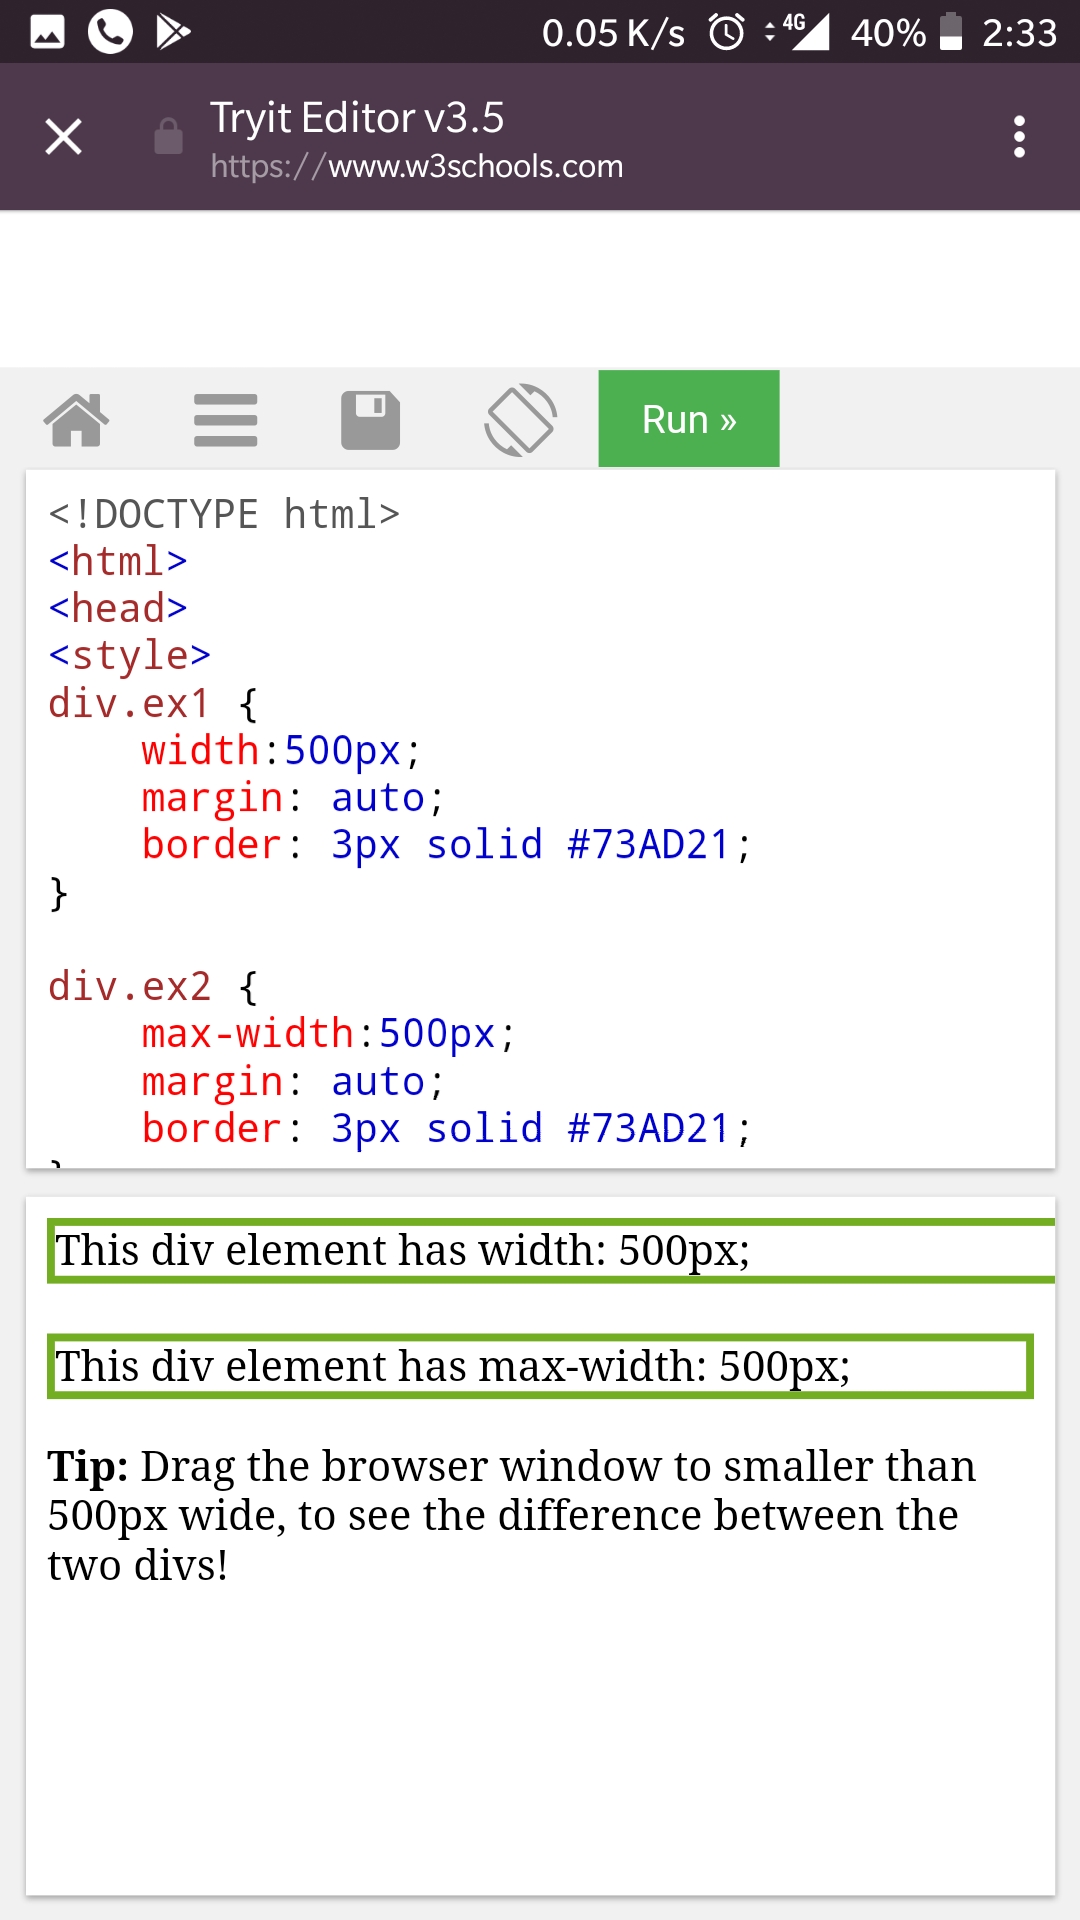 0.05 K/s 4G 40% 2:33
Tryit Editor v3.5
https://www.w3schools.com
Run »
<!DOCTYPE html>
<html>
<head>
<style>
div.ex1 {
    width:500px;
    margin: auto;
    border: 3px solid #73AD21;
}
div.ex2 {
    max-width:500px;
    margin: auto;
    border: 3px solid #73AD21;
This div element has width: 500px;
This div element has max-width: 500px;
Tip: Drag the browser window to smaller than
500px wide, to see the difference between the
two divs!